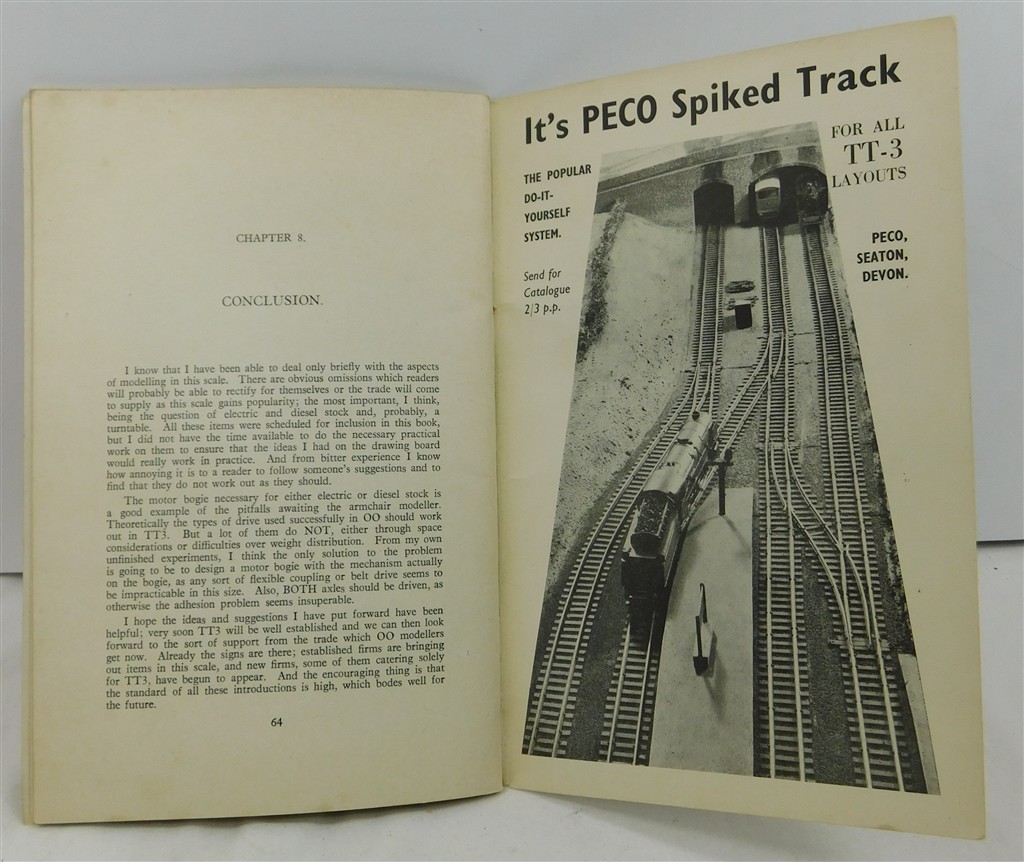 CHAPTER 8.
CONCLUSION.
I know that I have been able to deal only briefly with the aspects
of modelling in this scale. There are obvious omissions which readers
will probably be able to rectify for themselves or the trade will come
to supply as this scale gains popularity; the most important, I think,
being the question of electric and diesel stock and, probably, a
turntable. All these items were scheduled for inclusion in this book,
but I did not have the time available to do the necessary practical
work on them to ensure that the ideas I had on the drawing board
would really work in practice. And from bitter experience I know
how annoying it is to a reader to follow someone's suggestions and to
find that they do not work out as they should.
The motor bogie necessary for either electric or diesel stock is
a good example of the pitfalls awaiting the armchair modeller.
Theoretically the types of drive used successfully in OO should work
out in TT3. But a lot of them do NOT, either through space
considerations or difficulties over weight distribution. From my own
unfinished experiments, I think the only solution to the problem
is going to be to design a motor bogie with the mechanism actually
on the bogie, as any sort of flexible coupling or belt drive seems to
be impracticable in this size. Also, BOTH axles should be driven, as
otherwise the adhesion problem seems insuperable.
I hope the ideas and suggestions I have put forward have been
helpful; very soon TT3 will be well established and we can then look
forward to the sort of support from the trade which OO modellers
get now. Already the signs are there; established firms are bringing
out items in this scale, and new firms, some of them catering solely
for TT3, have begun to appear. And the encouraging thing is that
the standard of all these introductions is high, which bodes well for
the future.
64
It's PECO Spiked Track
THE POPULAR
DO-IT-
YOURSELF
SYSTEM.
Send for
Catalogue
2/3 p.p.
FOR ALL
TT-3
LAYOUTS
PECO,
SEATON,
DEVON.